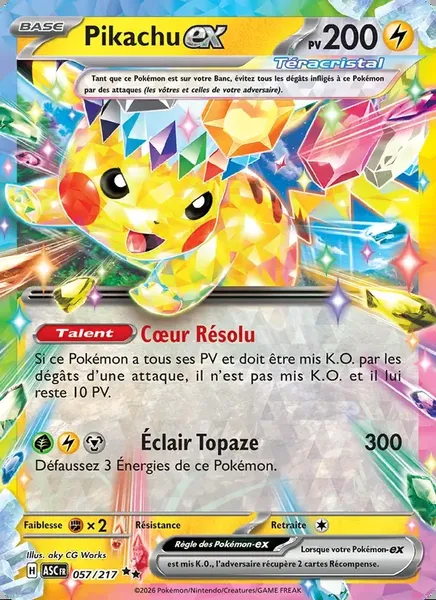 BASE
Pikachu ex
PV 200
Téracristal
Tant que ce Pokémon est sur votre Banc, évitez tous les dégâts infligés à ce Pokémon
par des attaques (les vôtres et celles de votre adversaire).
Talent Cœur Résolu
Si ce Pokémon a tous ses PV et doit être mis K.O. par les
dégâts d'une attaque, il n'est pas mis K.O. et il lui
reste 10 PV.
Éclair Topaze 300
Défaussez 3 Énergies de ce Pokémon.
Faiblesse × 2 Résistance Retraite
Illus. aky CG Works
Règle des Pokémon-ex Lorsque votre Pokémon-ex
est mis K.O., l'adversaire récupère 2 cartes Récompense.
H ASC FR 057/217
©2026 Pokémon/Nintendo/Creatures/GAME FREAK